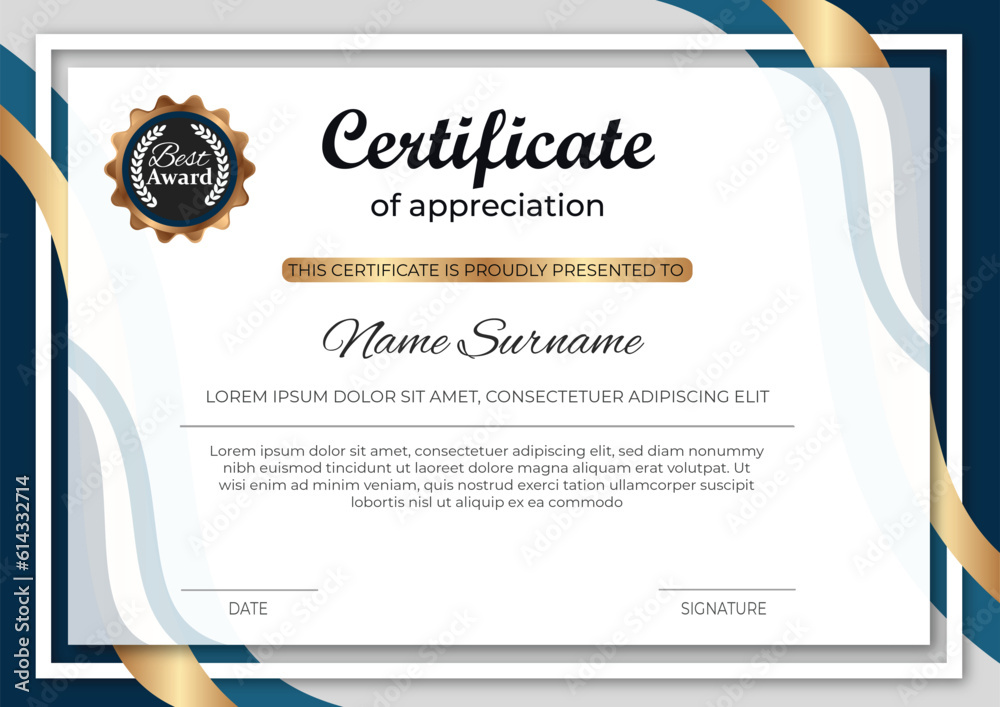 Best
Award
Certificate
of appreciation
THIS CERTIFICATE IS PROUDLY PRESENTED TO
Name Surname
LOREM IPSUM DOLOR SIT AMET, CONSECTETUER ADIPISCING ELIT
Lorem ipsum dolor sit amet, consectetuer adipiscing elit, sed diam nonummy
nibh euismod tincidunt ut laoreet dolore magna aliquam erat volutpat. Ut
wisi enim ad minim veniam, quis nostrud exerci tation ullamcorper suscipit
lobortis nisl ut aliquip ex ea commodo
DATE
SIGNATURE
Adobe Stock | #614332714